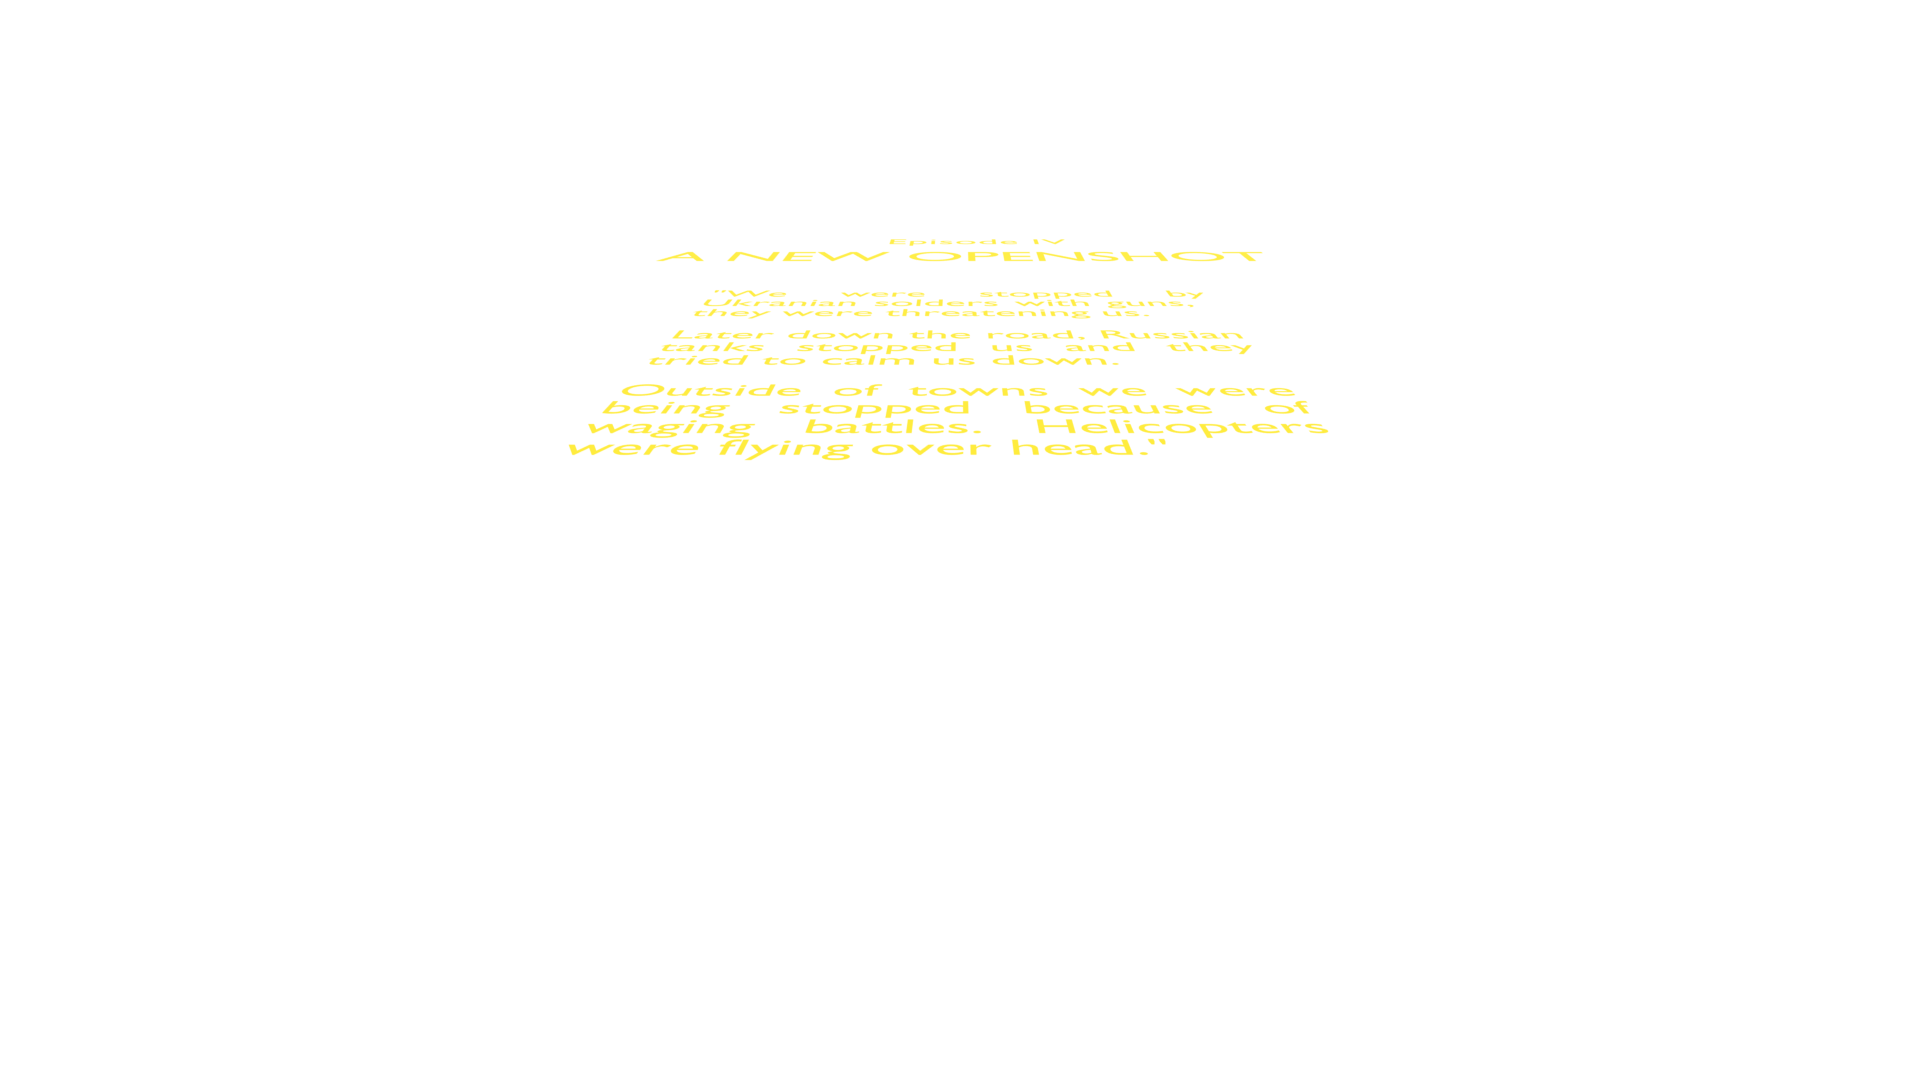 Episode IV
A NEW OPENSHOT
"We were stopped by
Ukranian solders with guns,
they were threatening us.
Later down the road, Russian
tanks stopped us and they
tried to calm us down.
Outside of towns we were
being stopped because of
waging battles. Helicopters
were flying over head."